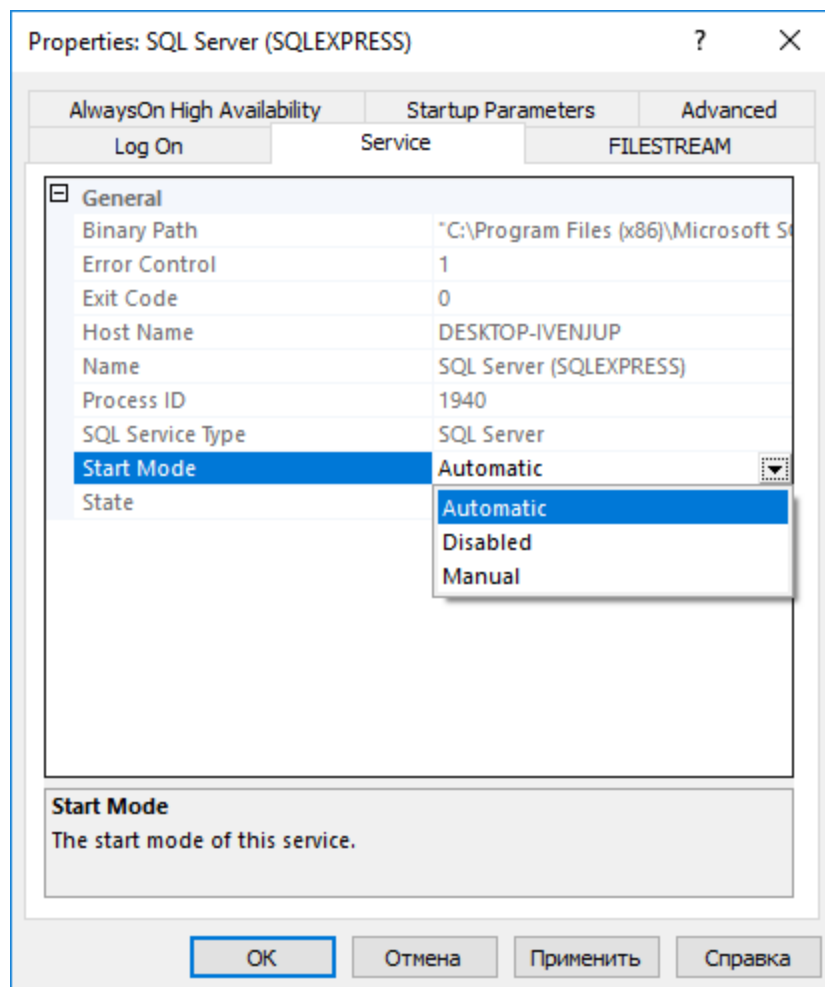 Properties: SQL Server (SQLEXPRESS) ?
AlwaysOn High Availability Startup Parameters Advanced
Log On Service FILESTREAM
General
Binary Path "C:\Program Files (x86)\Microsoft S
Error Control 1
Exit Code 0
Host Name DESKTOP-IVENJUP
Name SQL Server (SQLEXPRESS)
Process ID 1940
SQL Service Type SQL Server
Start Mode Automatic
State Automatic
Disabled
Manual
Start Mode
The start mode of this service.
OK Отмена Применить Справка